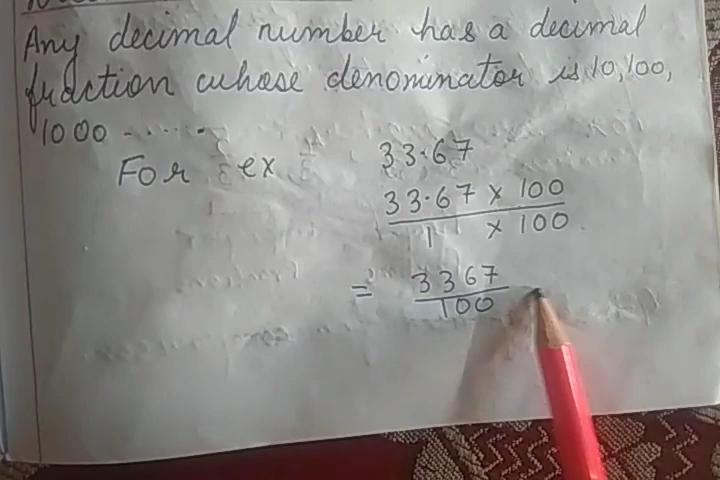 Any decimal number has a decimal
fraction whose denominator is 10, 100,
1000 ......
For ex 33.67
33.67 x 100
1 x 100
= 3367
100